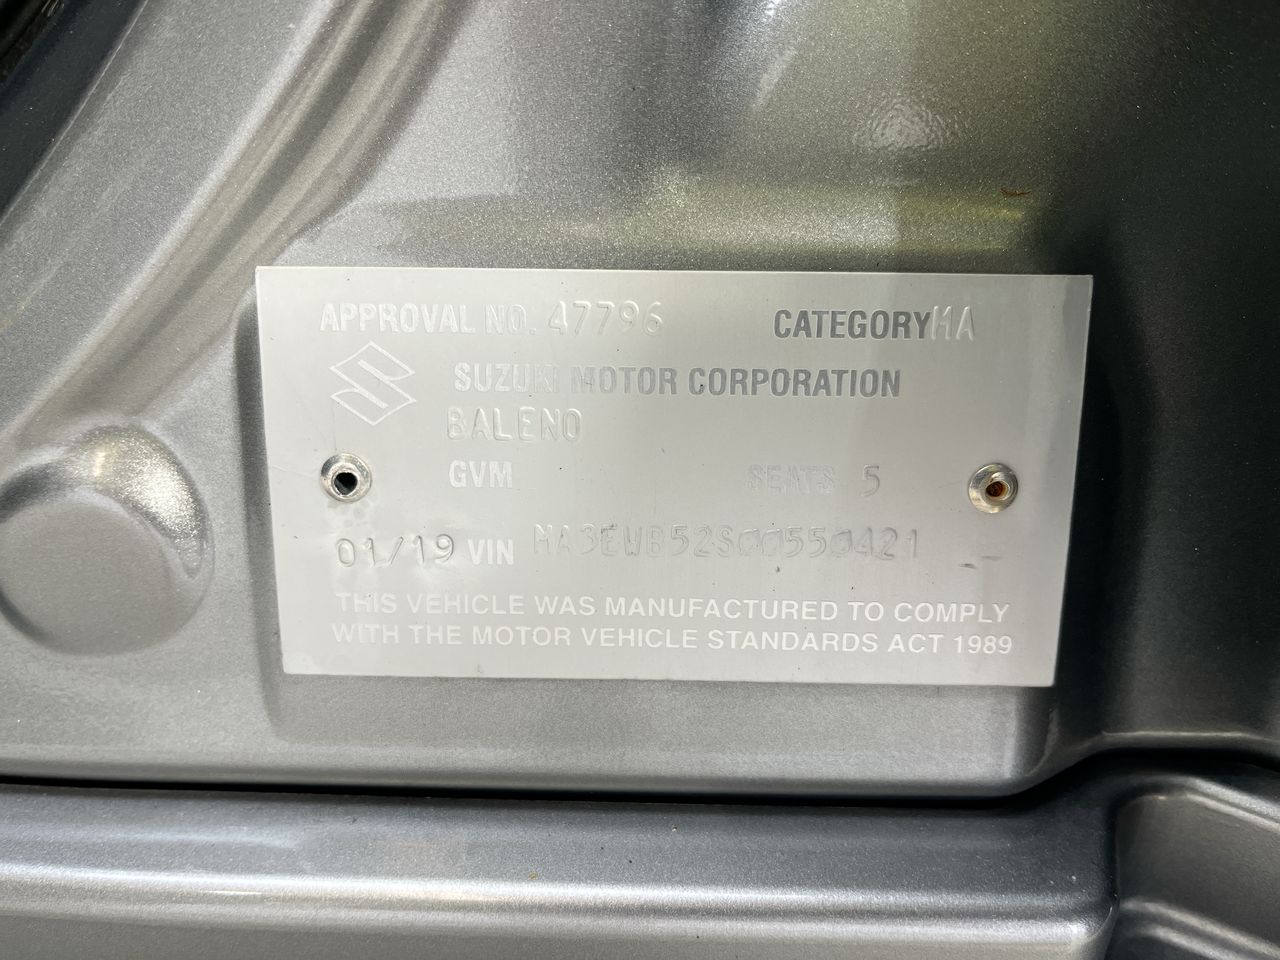 APPROVAL NO. 47796 CATEGORY MA
SUZUKI MOTOR CORPORATION
BALENO
GVM SEATS 5
01/19 VIN MA3EWB52S00550421
THIS VEHICLE WAS MANUFACTURED TO COMPLY
WITH THE MOTOR VEHICLE STANDARDS ACT 1989